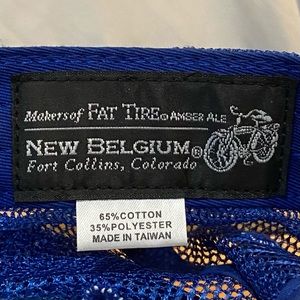 Makers of FAT TIRE® AMBER ALE
NEW BELGIUM®
Fort Collins, Colorado
65%COTTON
35%POLYESTER
MADE IN TAIWAN